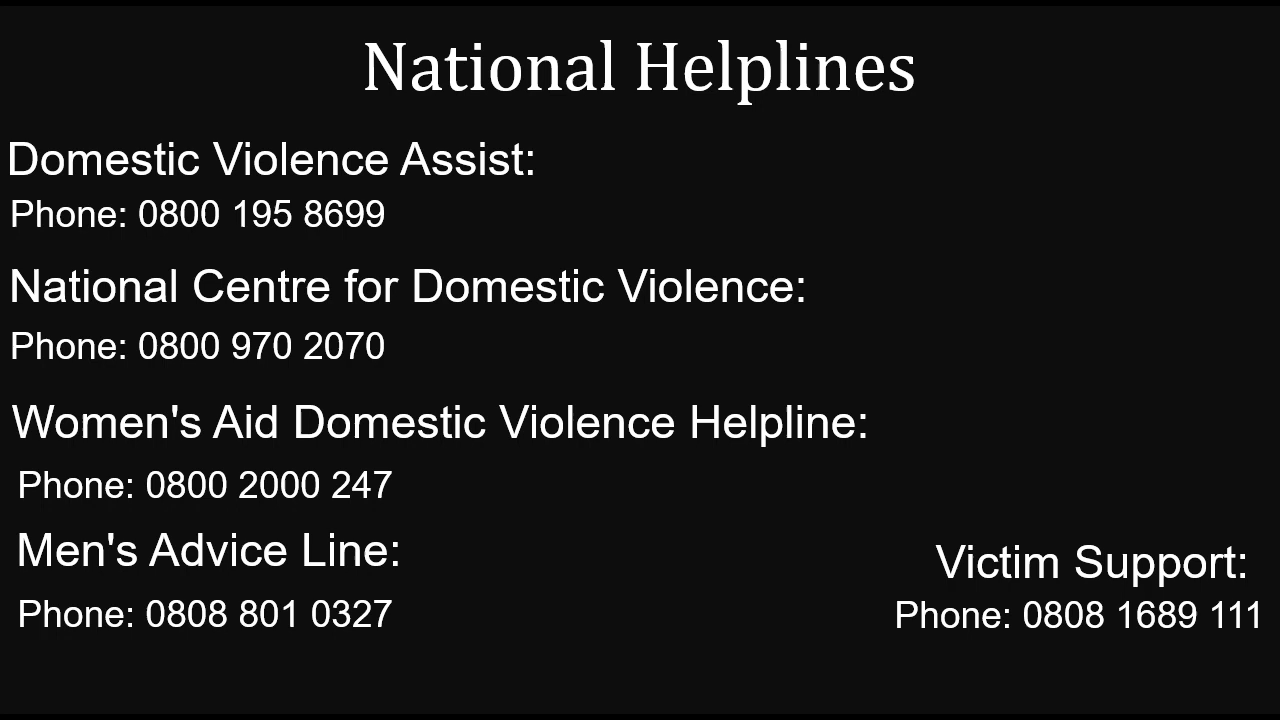 National Helplines
Domestic Violence Assist:
Phone: 0800 195 8699
National Centre for Domestic Violence:
Phone: 0800 970 2070
Women's Aid Domestic Violence Helpline:
Phone: 0800 2000 247
Men's Advice Line:
Phone: 0808 801 0327
Victim Support:
Phone: 0808 1689 111